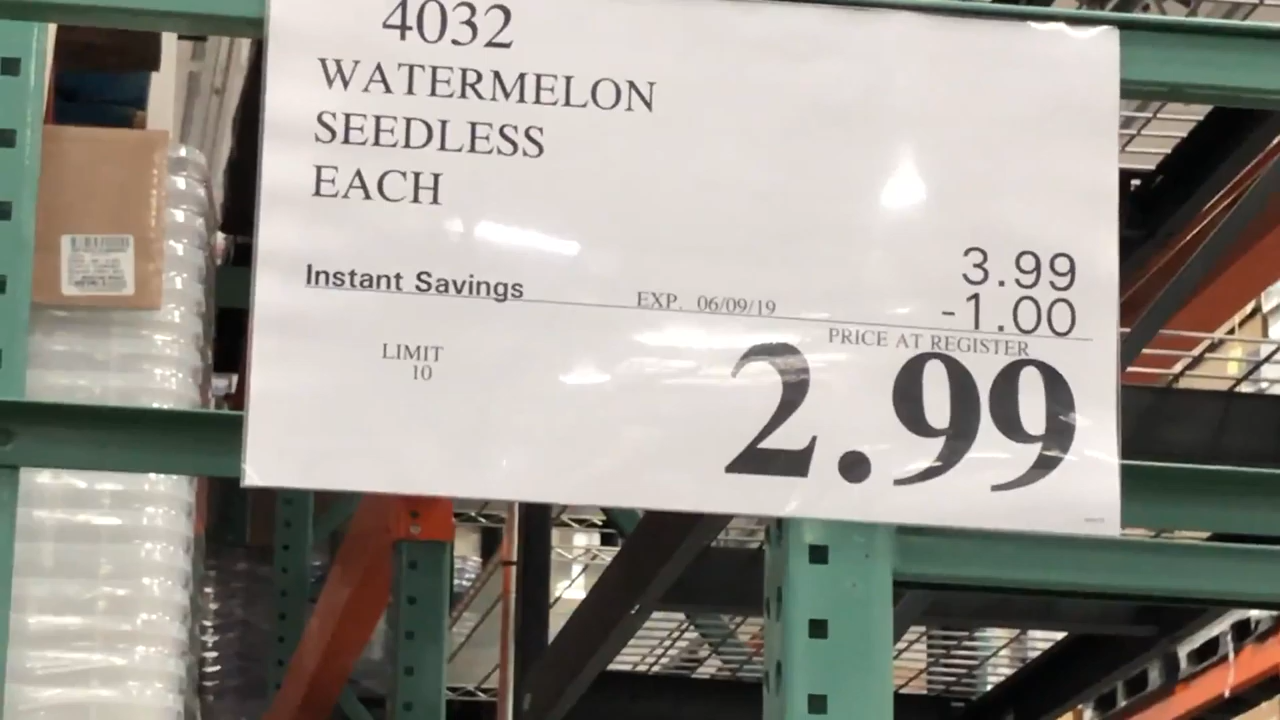 4032
WATERMELON
SEEDLESS
EACH
3.99
Instant Savings EXP. 06/09/19 -1.00
PRICE AT REGISTER
LIMIT
10
2.99